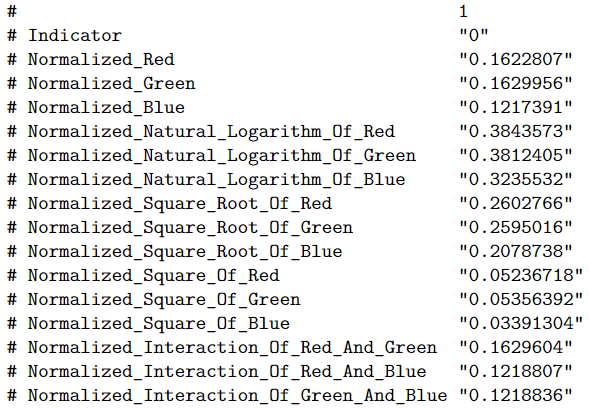 # 1
# Indicator "0"
# Normalized_Red "0.1622807"
# Normalized_Green "0.1629956"
# Normalized_Blue "0.1217391"
# Normalized_Natural_Logarithm_Of_Red "0.3843573"
# Normalized_Natural_Logarithm_Of_Green "0.3812405"
# Normalized_Natural_Logarithm_Of_Blue "0.3235532"
# Normalized_Square_Root_Of_Red "0.2602766"
# Normalized_Square_Root_Of_Green "0.2595016"
# Normalized_Square_Root_Of_Blue "0.2078738"
# Normalized_Square_Of_Red "0.05236718"
# Normalized_Square_Of_Green "0.05356392"
# Normalized_Square_Of_Blue "0.03391304"
# Normalized_Interaction_Of_Red_And_Green "0.1629604"
# Normalized_Interaction_Of_Red_And_Blue "0.1218807"
# Normalized_Interaction_Of_Green_And_Blue "0.1218836"